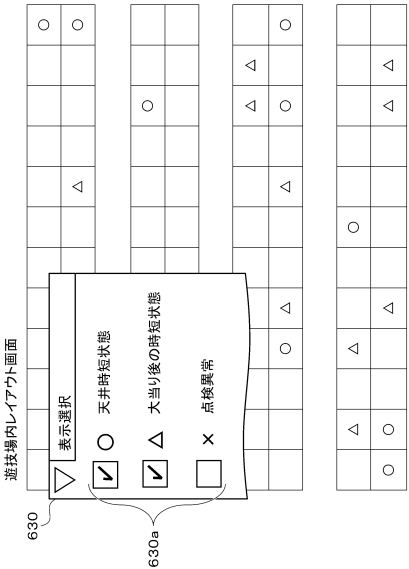 遊技場内レイアウト画面
630
▽ 表示選択
☑ ○ 天井時短状態
☑ △ 大当り後の時短状態
☐ × 点検異常
630a